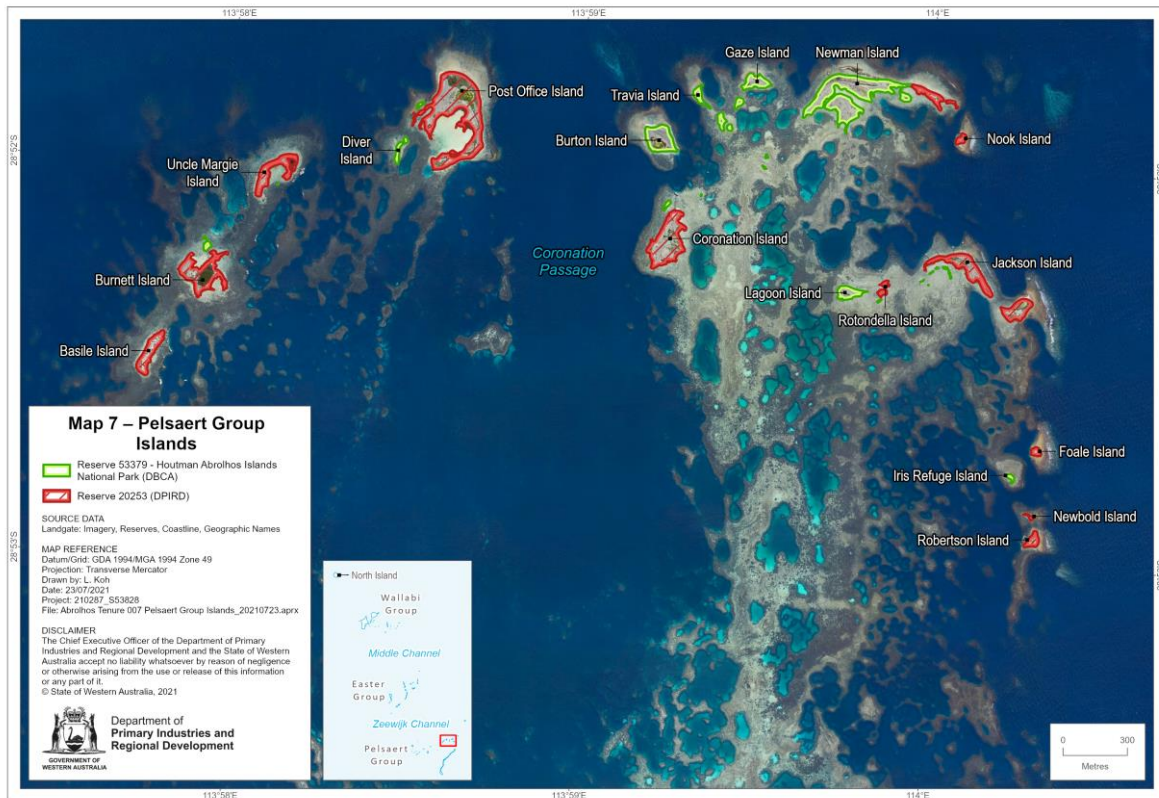 113°58'E
113°59'E
114°E
Gaze Island
Newman Island
Post Office Island
Travia Island
Burton Island
Nook Island
28°52'S
Diver
Island
Uncle Margie
Island
Coronation Island
Coronation
Passage
Jackson Island
Burnett Island
Lagoon Island
Rotondella Island
Basile Island
Map 7 – Pelsaert Group
Islands
Reserve 53379 - Houtman Abrolhos Islands
National Park (DBCA)
Reserve 20253 (DPIRD)
SOURCE DATA
Landgate: Imagery, Reserves, Coastline, Geographic Names
MAP REFERENCE
Datum/Grid: GDA 1994/MGA 1994 Zone 49
Projection: Transverse Mercator
Drawn by: L. Koh
Date: 23/07/2021
Project: 210287_S53828
File: Abrolhos Tenure 007 Pelsaert Group Islands_20210723.aprx
DISCLAIMER
The Chief Executive Officer of the Department of Primary
Industries and Regional Development and the State of Western
Australia accept no liability whatsoever by reason of negligence
or otherwise arising from the use or release of this information
or any part of it.
© State of Western Australia, 2021
GOVERNMENT OF
WESTERN AUSTRALIA
Department of
Primary Industries and
Regional Development
North Island
Wallabi
Group
Middle Channel
Easter
Group
Zeewijk Channel
Pelsaert
Group
Foale Island
Iris Refuge Island
Newbold Island
Robertson Island
28°53'S
0 300
Metres
113°58'E
113°59'E
114°E